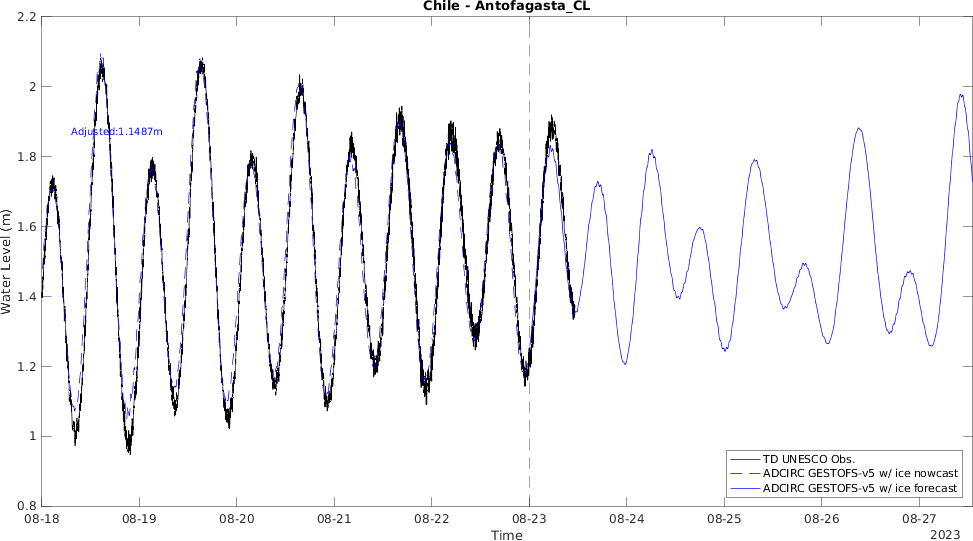 Chile - Antofagasta_CL
2.2
2
1.8
1.6
1.4
1.2
1
0.8
Water Level (m)
Adjusted:1.1487m
TD UNESCO Obs.
ADCIRC GESTOFS-v5 w/ ice nowcast
ADCIRC GESTOFS-v5 w/ ice forecast
08-18 08-19 08-20 08-21 08-22 08-23 08-24 08-25 08-26 08-27
Time
2023